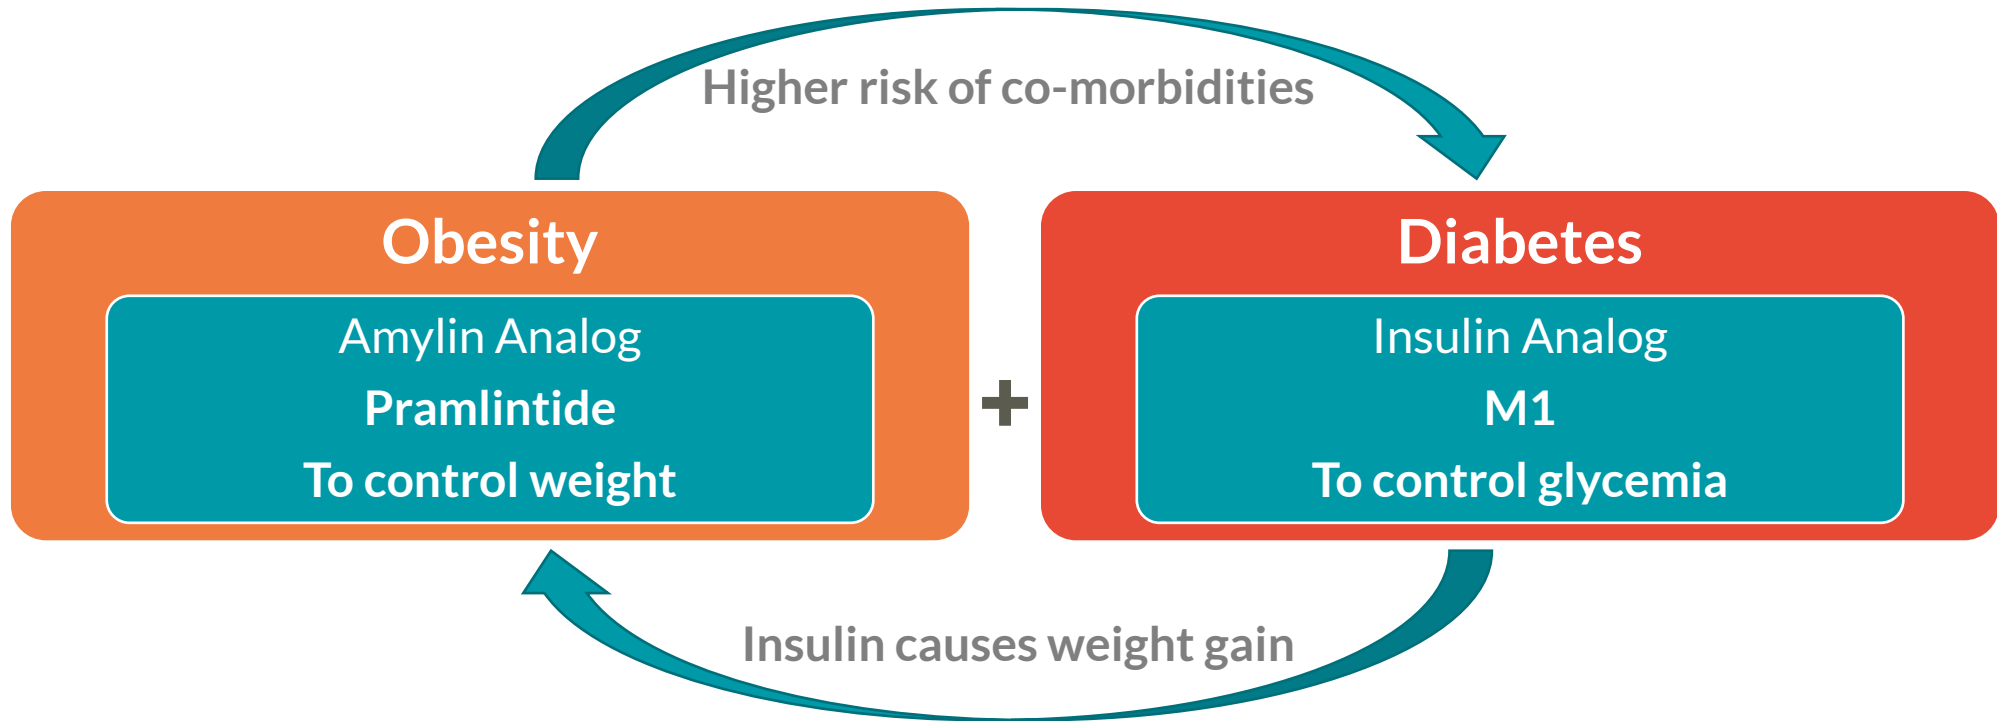 Higher risk of co-morbidities
Obesity
Amylin Analog
Pramlintide
To control weight
+
Diabetes
Insulin Analog
M1
To control glycemia
Insulin causes weight gain